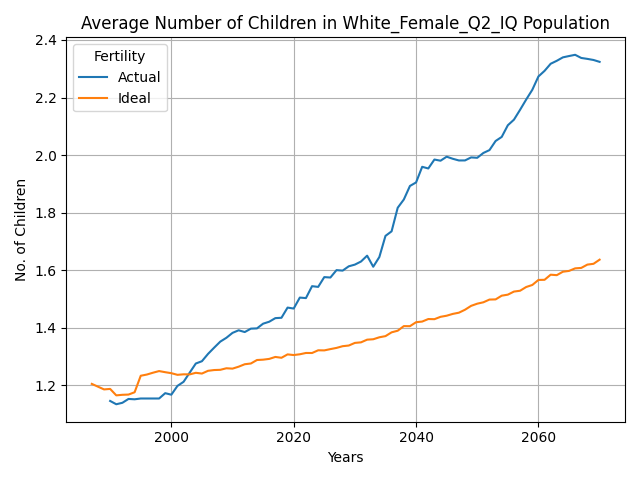 Average Number of Children in White_Female_Q2_IQ Population
Fertility
Actual
Ideal
2.4
2.2
2.0
1.8
1.6
1.4
1.2
No. of Children
2000
2020
2040
2060
Years